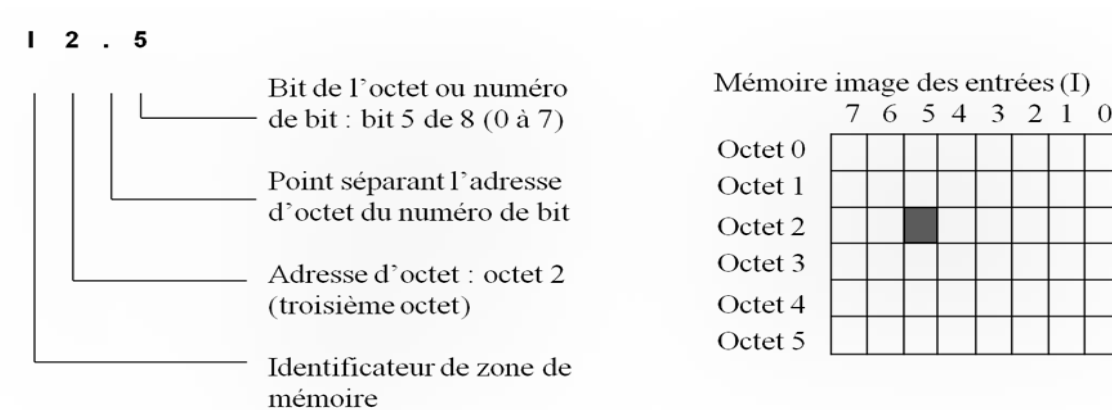 I 2 . 5
Bit de l'octet ou numéro
de bit : bit 5 de 8 (0 à 7)
Point séparant l'adresse
d'octet du numéro de bit
Adresse d'octet : octet 2
(troisième octet)
Identificateur de zone de
mémoire
Mémoire image des entrées (I)
7 6 5 4 3 2 1 0
Octet 0
Octet 1
Octet 2
Octet 3
Octet 4
Octet 5